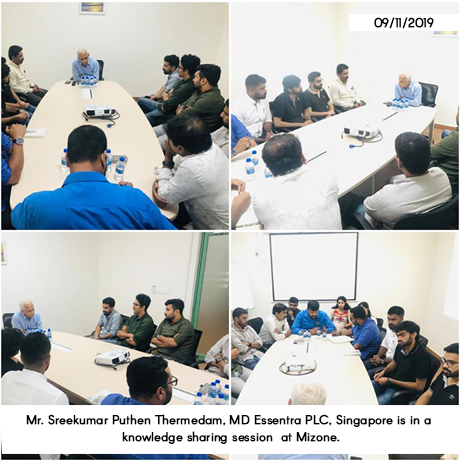 09/11/2019
Mr. Sreekumar Puthen Thermedam, MD Essentra PLC, Singapore is in a
knowledge sharing session at Mizone.